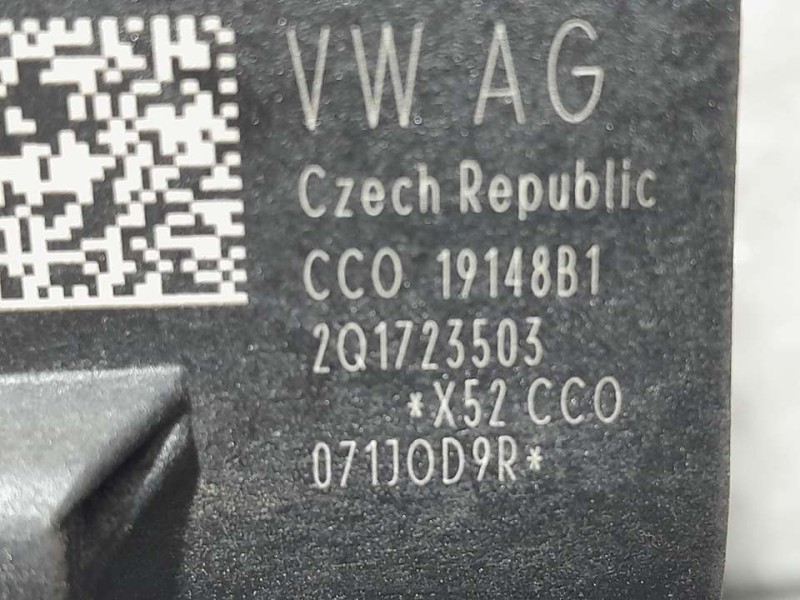 VW AG
Czech Republic
CCO 19148B1
2Q1723503
*X52 CCO
071JOD9R*